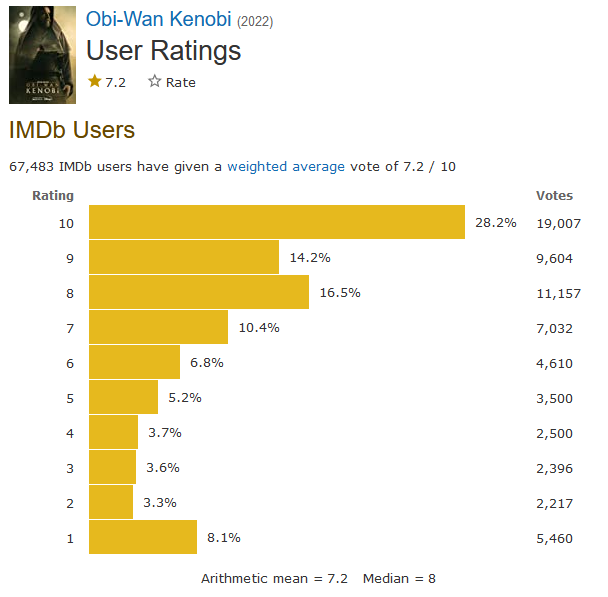 Obi-Wan Kenobi (2022)
User Ratings
7.2 Rate
OBI-WAN
KENOBI
IMDb Users
67,483 IMDb users have given a weighted average vote of 7.2 / 10
Rating Votes
10 28.2% 19,007
9 14.2% 9,604
8 16.5% 11,157
7 10.4% 7,032
6 6.8% 4,610
5 5.2% 3,500
4 3.7% 2,500
3 3.6% 2,396
2 3.3% 2,217
1 8.1% 5,460
Arithmetic mean = 7.2 Median = 8